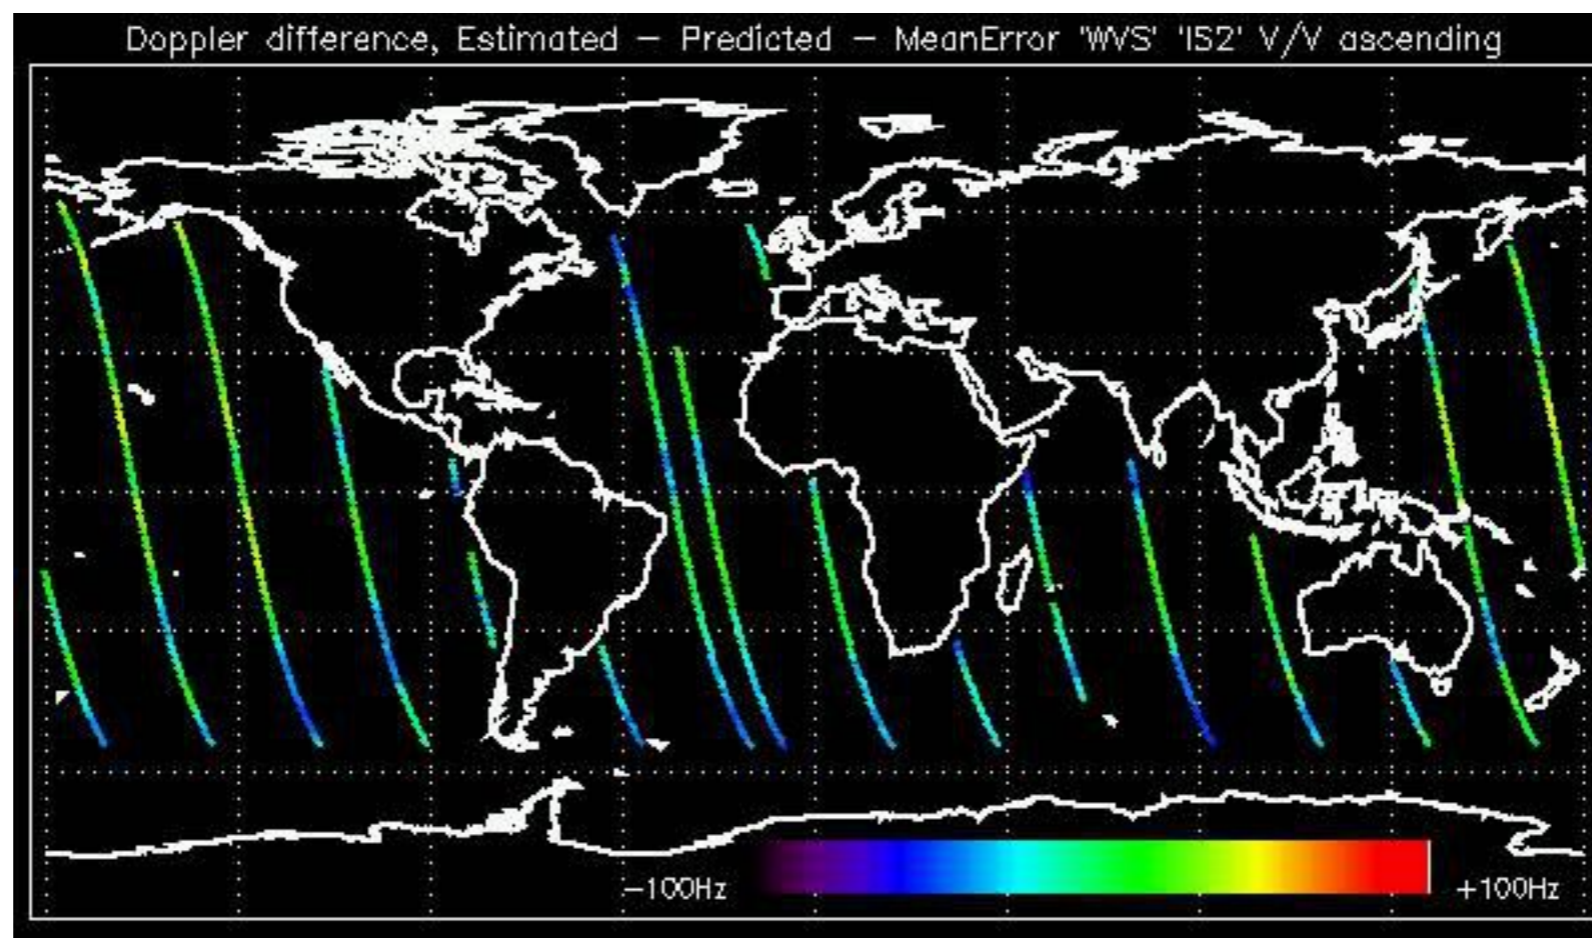 Doppler difference, Estimated – Predicted – MeanError 'WVS' 'IS2' V/V ascending
–100Hz
+100Hz